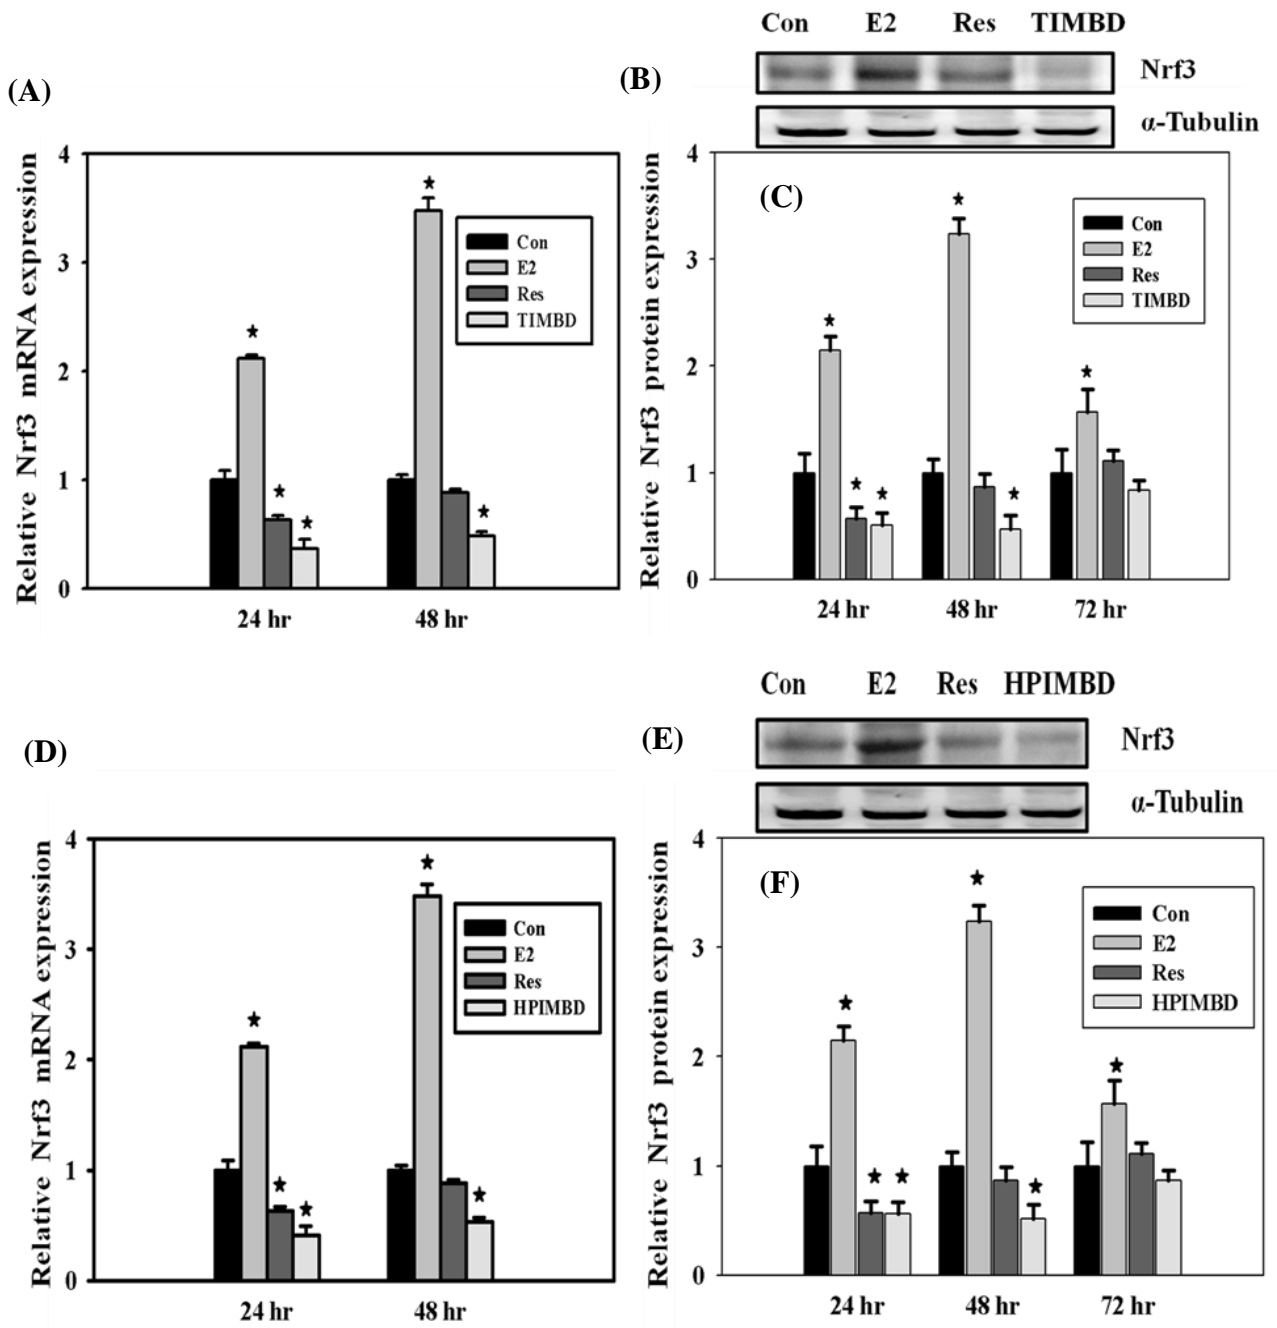 (A)
Relative Nrf3 mRNA expression
4
3
2
1
0
Con
E2
Res
TIMBD
24 hr 48 hr
(B)
Con E2 Res TIMBD
Nrf3
α-Tubulin
(C)
Relative Nrf3 protein expression
4
3
2
1
0
Con
E2
Res
TIMBD
24 hr 48 hr 72 hr
(D)
Relative Nrf3 mRNA expression
4
3
2
1
0
Con
E2
Res
HPIMBD
24 hr 48 hr
(E)
Con E2 Res HPIMBD
Nrf3
α-Tubulin
(F)
Relative Nrf3 protein expression
4
3
2
1
0
Con
E2
Res
HPIMBD
24 hr 48 hr 72 hr